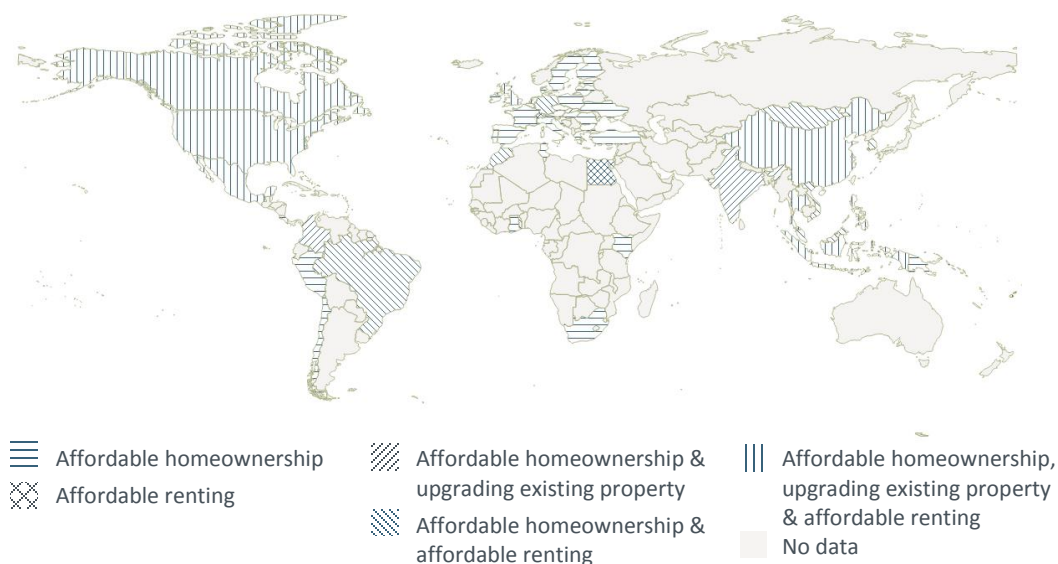 Affordable homeownership
Affordable renting
Affordable homeownership &
upgrading existing property
Affordable homeownership &
affordable renting
Affordable homeownership,
upgrading existing property
& affordable renting
No data